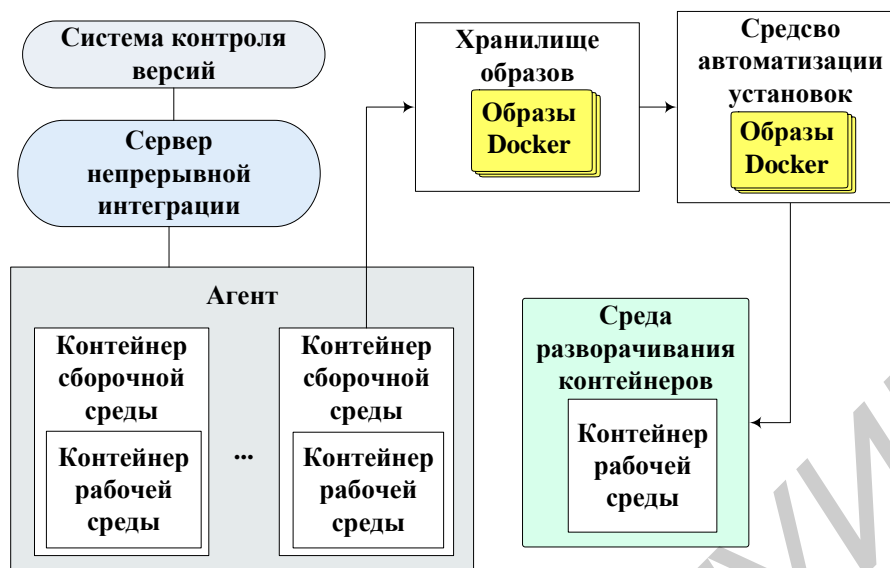 Система контроля
версий
Сервер
непрерывной
интеграции
Агент
Контейнер
сборочной
среды
Контейнер
рабочей
среды
...
Контейнер
сборочной
среды
Контейнер
рабочей
среды
Хранилище
образов
Образы
Docker
Средсво
автоматизации
установок
Образы
Docker
Среда
разворачивания
контейнеров
Контейнер
рабочей
среды